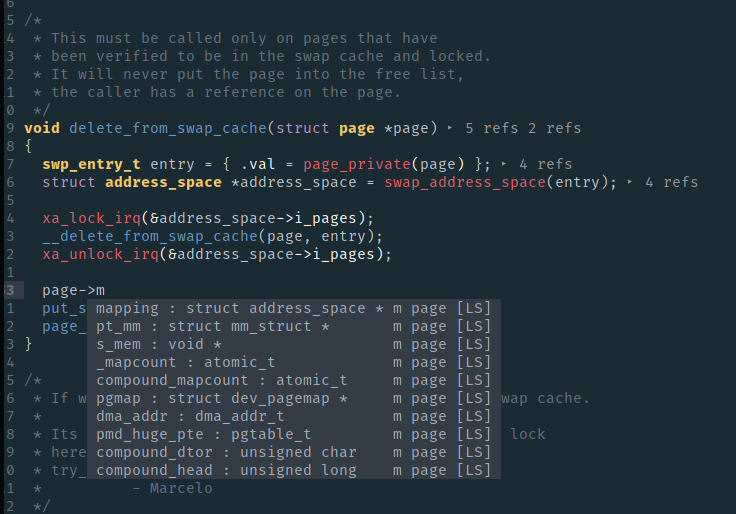 6
5 /*
4  * This must be called only on pages that have
3  * been verified to be in the swap cache and locked.
2  * It will never put the page into the free list,
1  * the caller has a reference on the page.
0  */
9 void delete_from_swap_cache(struct page *page) ‣ 5 refs 2 refs
8 {
7   swp_entry_t entry = { .val = page_private(page) }; ‣ 4 refs
6   struct address_space *address_space = swap_address_space(entry); ‣ 4 refs
5
4   xa_lock_irq(&address_space->i_pages);
3   __delete_from_swap_cache(page, entry);
2   xa_unlock_irq(&address_space->i_pages);
1
3   page->m
1   put_s mapping : struct address_space * m page [LS]
2   page_ pt_mm : struct mm_struct * m page [LS]
3 } s_mem : void * m page [LS]
4 _mapcount : atomic_t m page [LS]
5 /* compound_mapcount : atomic_t m page [LS]
6  * If w pgmap : struct dev_pagemap * m page [LS] wap cache.
7  * dma_addr : dma_addr_t m page [LS]
8  * Its pmd_huge_pte : pgtable_t m page [LS] lock
9  * here compound_dtor : unsigned char m page [LS]
0  * try_ compound_head : unsigned long m page [LS]
1  *          - Marcelo
2  */